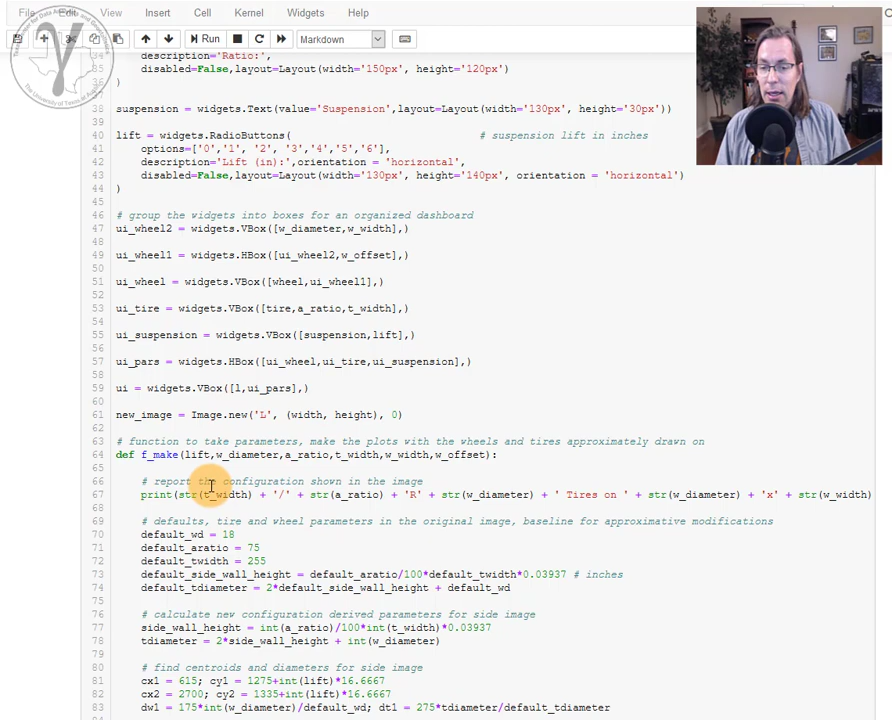 File Edit View Insert Cell Kernel Widgets Help
Run Markdown
34 description='Ratio:',
35 disabled=False,layout=Layout(width='150px', height='120px')
36 )
37
38 suspension = widgets.Text(value='Suspension',layout=Layout(width='130px', height='30px'))
39
40 lift = widgets.RadioButtons( # suspension lift in inches
41 options=['0','1', '2', '3','4','5','6'],
42 description='Lift (in):',orientation = 'horizontal',
43 disabled=False,layout=Layout(width='130px', height='140px', orientation = 'horizontal')
44 )
45
46 # group the widgets into boxes for an organized dashboard
47 ui_wheel2 = widgets.VBox([w_diameter,w_width],)
48
49 ui_wheel1 = widgets.HBox([ui_wheel2,w_offset],)
50
51 ui_wheel = widgets.VBox([wheel,ui_wheel1],)
52
53 ui_tire = widgets.VBox([tire,a_ratio,t_width],)
54
55 ui_suspension = widgets.VBox([suspension,lift],)
56
57 ui_pars = widgets.HBox([ui_wheel,ui_tire,ui_suspension],)
58
59 ui = widgets.VBox([l,ui_pars],)
60
61 new_image = Image.new('L', (width, height), 0)
62
63 # function to take parameters, make the plots with the wheels and tires approximately drawn on
64 def f_make(lift,w_diameter,a_ratio,t_width,w_width,w_offset):
65
66 # report the configuration shown in the image
67 print(str(t_width) + '/' + str(a_ratio) + 'R' + str(w_diameter) + ' Tires on ' + str(w_diameter) + 'x' + str(w_width)
68
69 # defaults, tire and wheel parameters in the original image, baseline for approximative modifications
70 default_wd = 18
71 default_aratio = 75
72 default_twidth = 255
73 default_side_wall_height = default_aratio/100*default_twidth*0.03937 # inches
74 default_tdiameter = 2*default_side_wall_height + default_wd
75
76 # calculate new configuration derived parameters for side image
77 side_wall_height = int(a_ratio)/100*int(t_width)*0.03937
78 tdiameter = 2*side_wall_height + int(w_diameter)
79
80 # find centroids and diameters for side image
81 cx1 = 615; cy1 = 1275+int(lift)*16.6667
82 cx2 = 2700; cy2 = 1335+int(lift)*16.6667
83 dw1 = 175*int(w_diameter)/default_wd; dt1 = 275*tdiameter/default_tdiameter